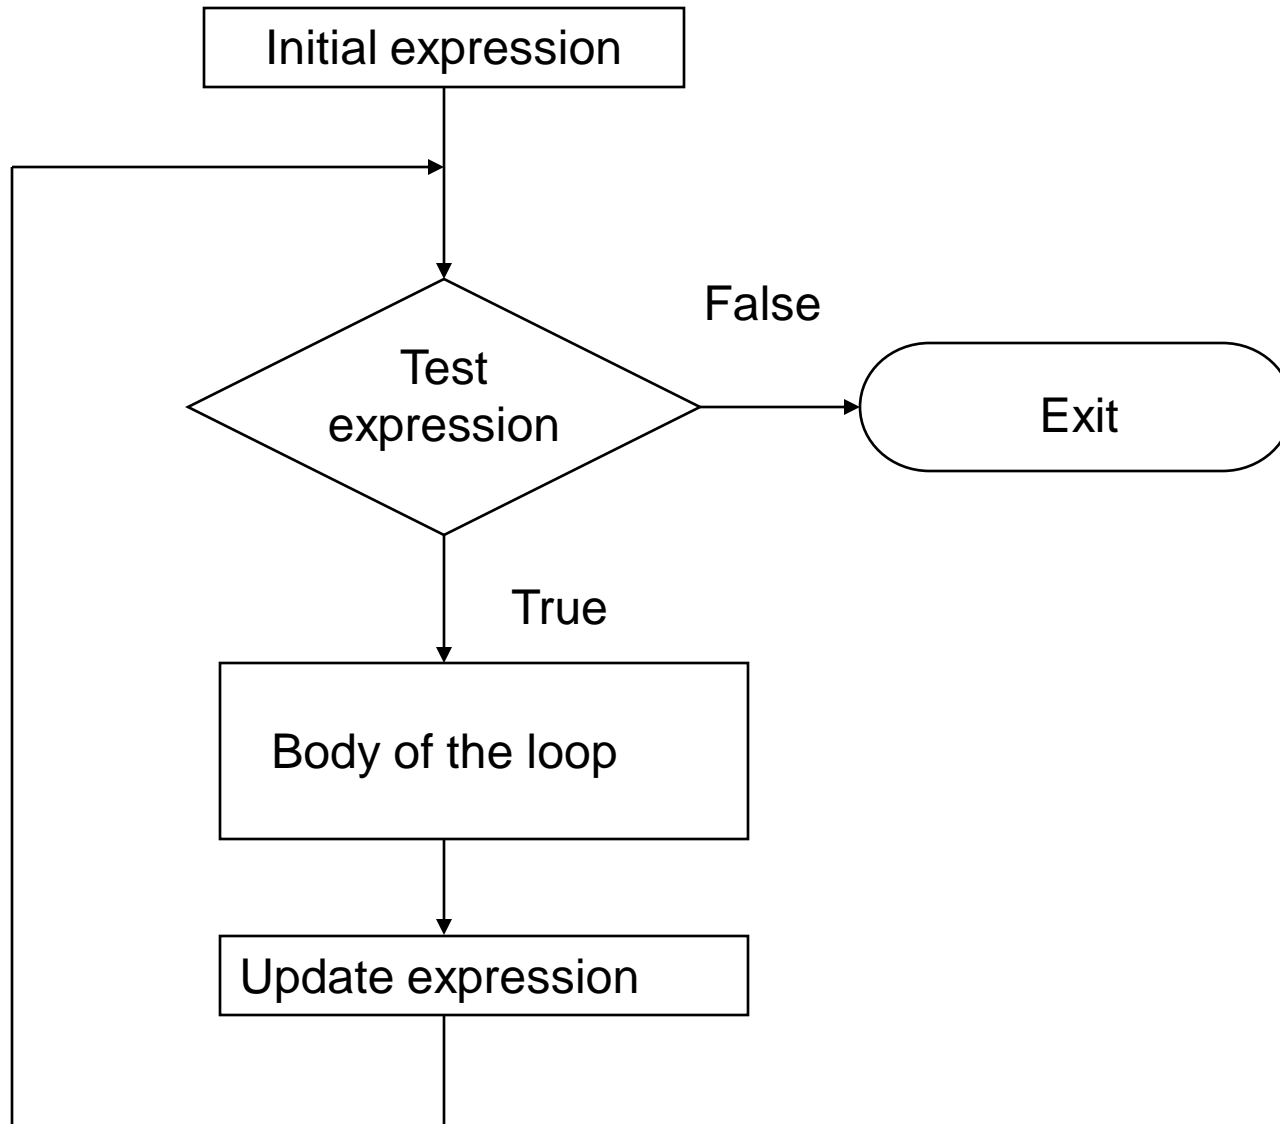 Initial expression
False
Test
expression
Exit
True
Body of the loop
Update expression